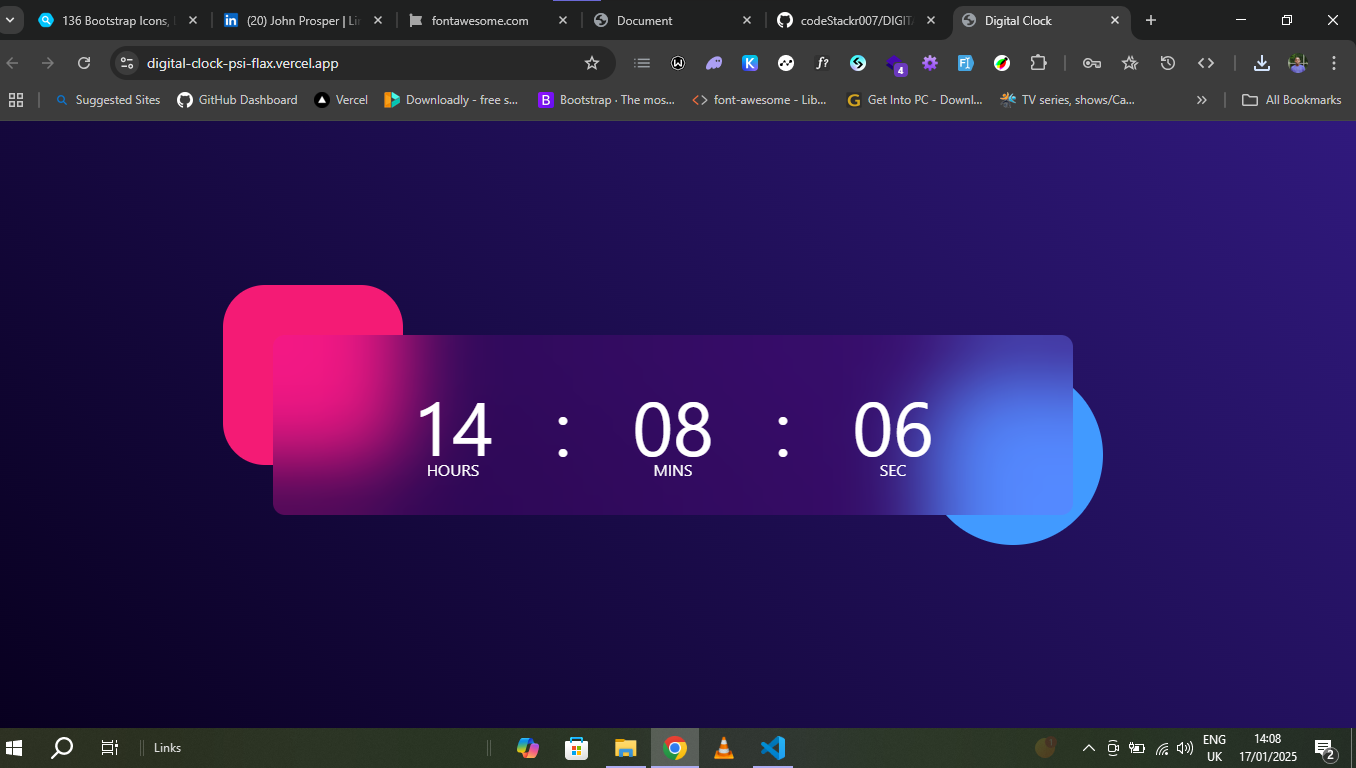 136 Bootstrap Icons,
(20) John Prosper | Lin
fontawesome.com
Document
codeStackr007/DIGITA
Digital Clock
digital-clock-psi-flax.vercel.app
W
K
f?
4
Suggested Sites
GitHub Dashboard
Vercel
Downloadly - free s...
B Bootstrap · The mos...
font-awesome - Lib...
G Get Into PC - Downl...
TV series, shows/Ca...
All Bookmarks
14 : 08 : 06
HOURS MINS SEC
Links
ENG
UK
14:08
17/01/2025
2